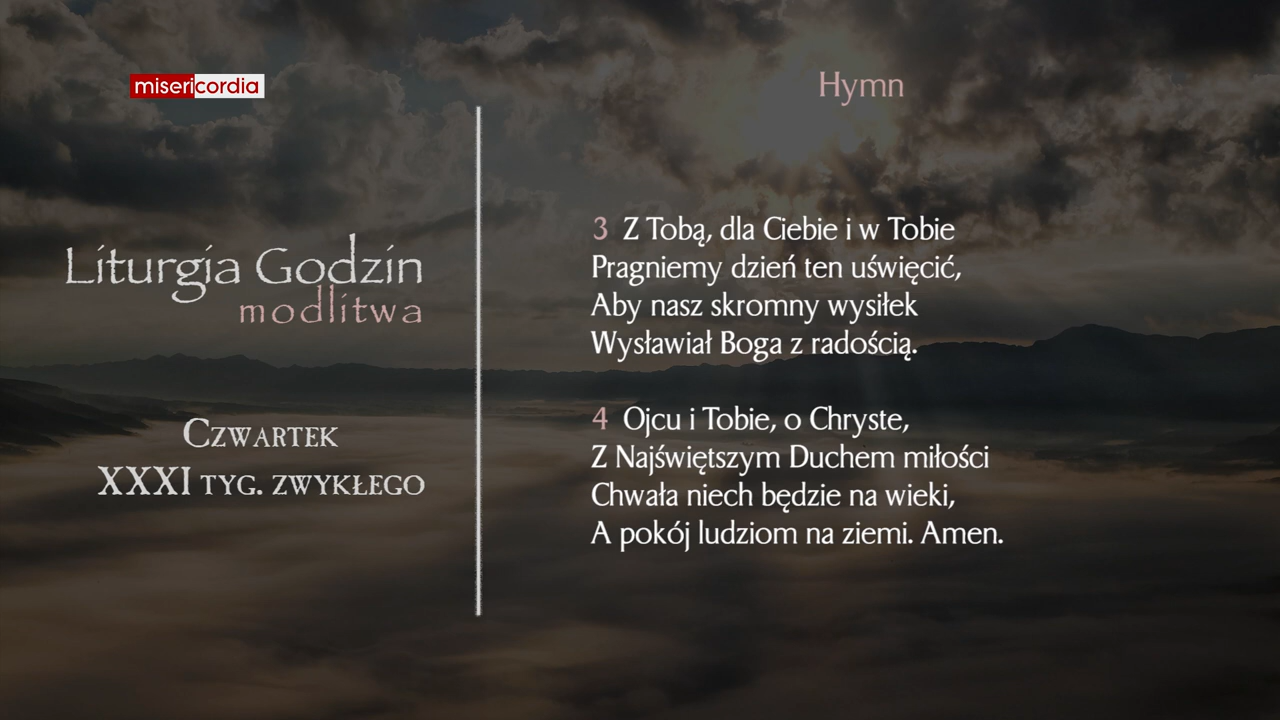 misericordia
Liturgia Godzin
modlitwa
Czwartek
XXXI tyg. zwykłego
Hymn
3 Z Tobą, dla Ciebie i w Tobie
Pragniemy dzień ten uświęcić,
Aby nasz skromny wysiłek
Wysławiał Boga z radością.
4 Ojcu i Tobie, o Chryste,
Z Najświętszym Duchem miłości
Chwała niech będzie na wieki,
A pokój ludziom na ziemi. Amen.